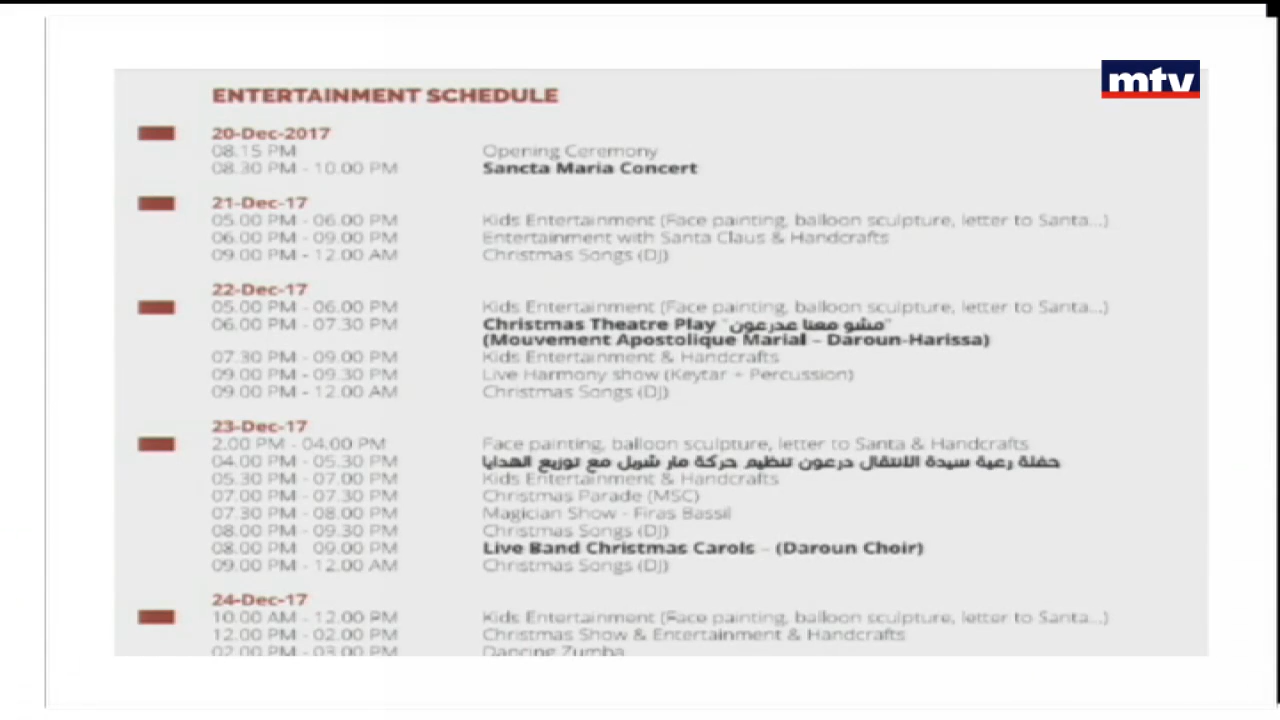 mtv
ENTERTAINMENT SCHEDULE
20-Dec-2017
08.15 PM Opening Ceremony
08.30 PM - 10.00 PM Sancta Maria Concert
21-Dec-17
05.00 PM - 06.00 PM Kids Entertainment (Face painting, balloon sculpture, letter to Santa...)
06.00 PM - 09.00 PM Entertainment with Santa Claus & Handcrafts
09.00 PM - 12.00 AM Christmas Songs (DJ)
22-Dec-17
05.00 PM - 06.00 PM Kids Entertainment (Face painting, balloon sculpture, letter to Santa...)
06.00 PM - 07.30 PM Christmas Theatre Play "مشو معنا عدرعون"
(Mouvement Apostolique Marial – Daroun-Harissa)
07.30 PM - 09.00 PM Kids Entertainment & Handcrafts
09.00 PM - 09.30 PM Live Harmony show (Keytar + Percussion)
09.00 PM - 12.00 AM Christmas Songs (DJ)
23-Dec-17
2.00 PM - 04.00 PM Face painting, balloon sculpture, letter to Santa & Handcrafts
04.00 PM - 05.30 PM حفلة رعية سيدة الانتقال درعون تنظيم حركة مار شربل مع توزيع الهدايا
05.30 PM - 07.00 PM Kids Entertainment & Handcrafts
07.00 PM - 07.30 PM Christmas Parade (MSC)
07.30 PM - 08.00 PM Magician Show - Firas Bassil
08.00 PM - 09.30 PM Christmas Songs (DJ)
08.00 PM 09.00 PM Live Band Christmas Carols – (Daroun Choir)
09.00 PM - 12.00 AM Christmas Songs (DJ)
24-Dec-17
10.00 AM - 12.00 PM Kids Entertainment (Face painting, balloon sculpture, letter to Santa...)
12.00 PM - 02.00 PM Christmas Show & Entertainment & Handcrafts
02.00 PM - 03.00 PM Dancing Zumba